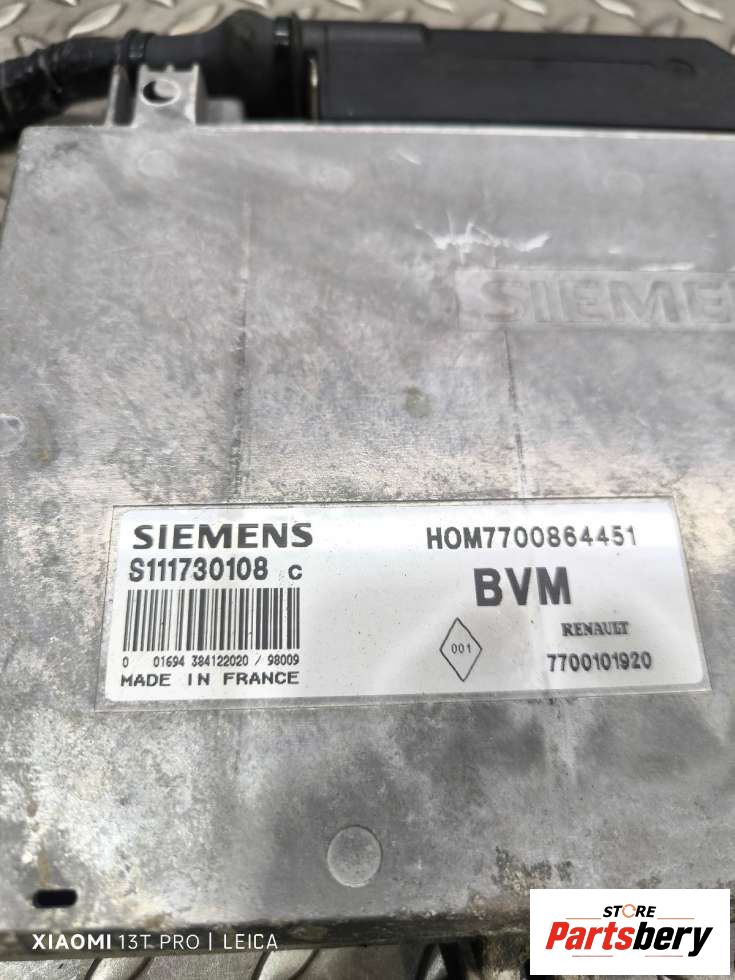 SIEMEN
SIEMENS
S111730108 C
0 01694 384122020 / 98009
MADE IN FRANCE
HOM7700864451
BVM
001
RENAULT
7700101920
XIAOMI 13T PRO | LEICA
STORE
Partsbery